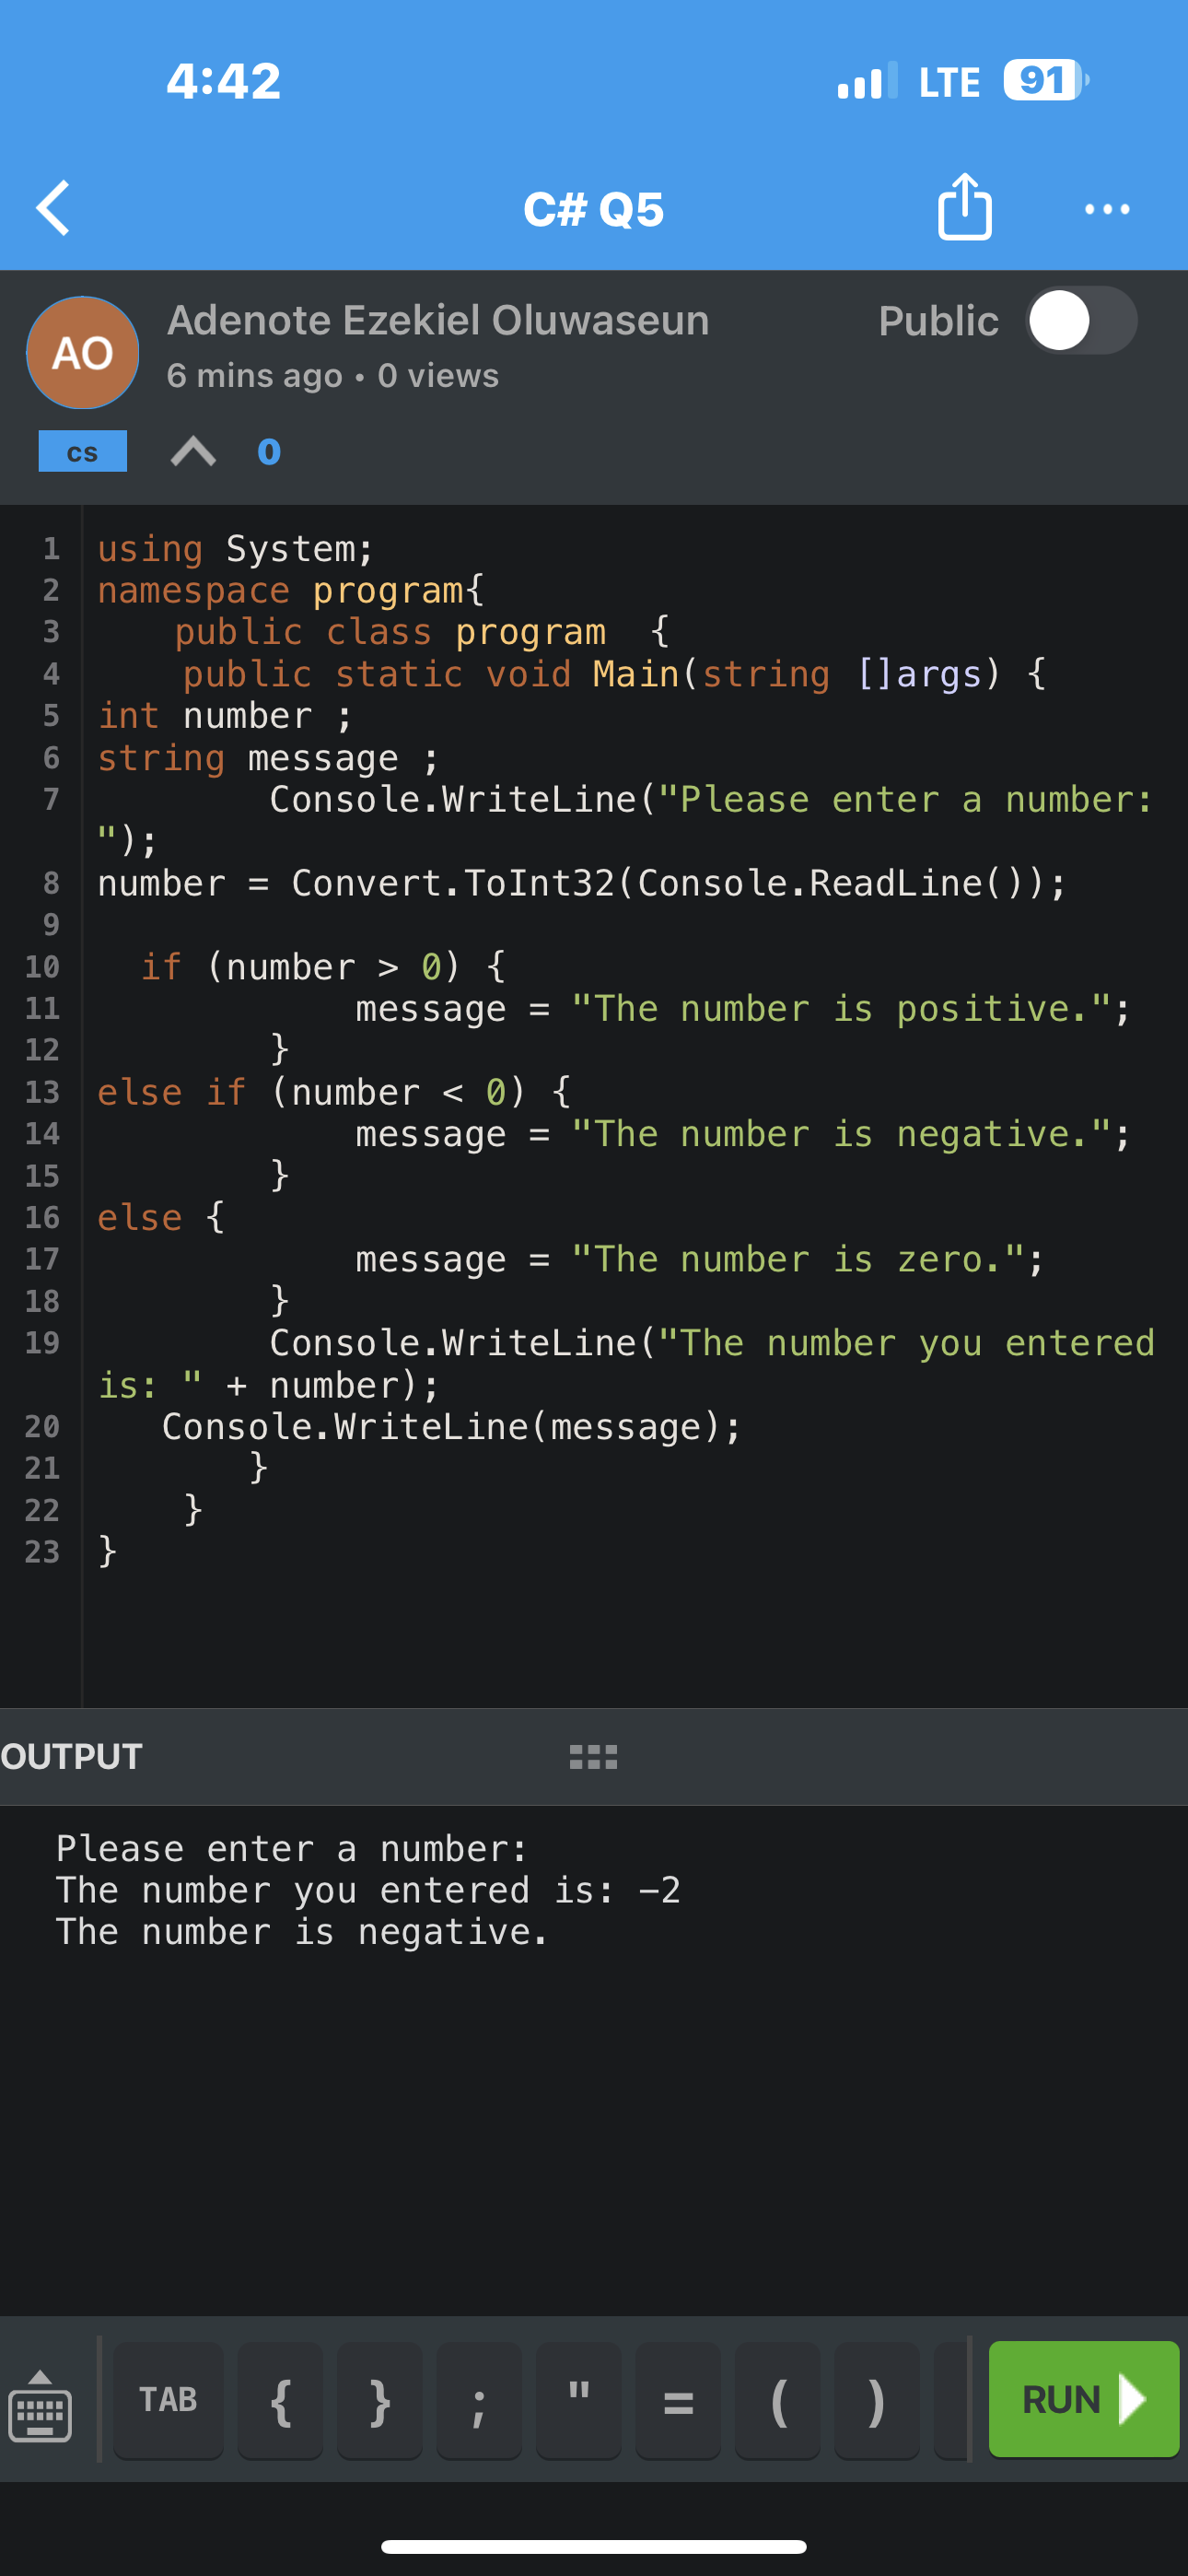 4:42
LTE 91
C# Q5
AO
Adenote Ezekiel Oluwaseun
Public
6 mins ago • 0 views
cs 0
1 using System;
2 namespace program{
3 public class program {
4 public static void Main(string []args) {
5 int number ;
6 string message ;
7 Console.WriteLine("Please enter a number:
");
8 number = Convert.ToInt32(Console.ReadLine());
9
10 if (number > 0) {
11 message = "The number is positive.";
12 }
13 else if (number < 0) {
14 message = "The number is negative.";
15 }
16 else {
17 message = "The number is zero.";
18 }
19 Console.WriteLine("The number you entered
is: " + number);
20 Console.WriteLine(message);
21 }
22 }
23 }
OUTPUT
Please enter a number:
The number you entered is: -2
The number is negative.
TAB { } ; " = ( ) RUN